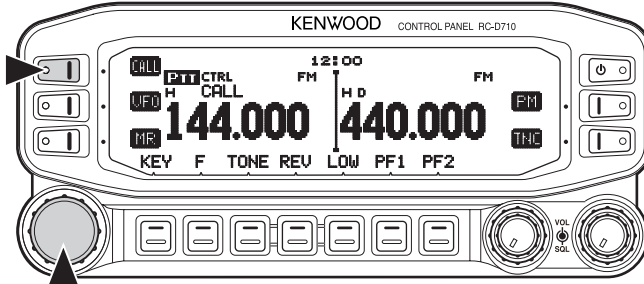 KENWOOD CONTROL PANEL RC-D710
CALL 12:00
PTT CTRL FM FM
H CALL H D
VFO PM
144.000 440.000
MR TNC
KEY F TONE REV LOW PF1 PF2
VOL
SQL